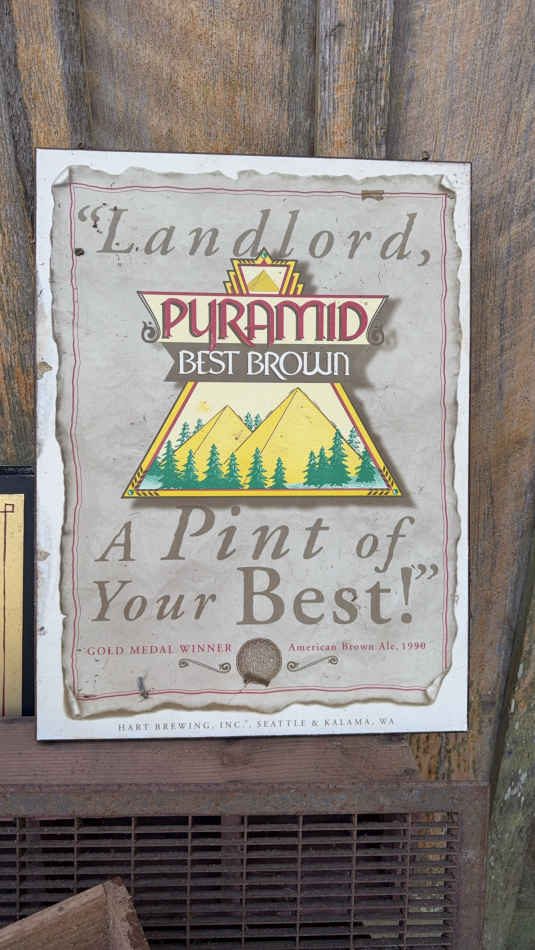 “Landlord,
PYRAMID
BEST BROWN
A Pint of
Your Best!”
GOLD MEDAL WINNER American Brown Ale, 1990
HART BREWING, INC.®, SEATTLE & KALAMA, WA